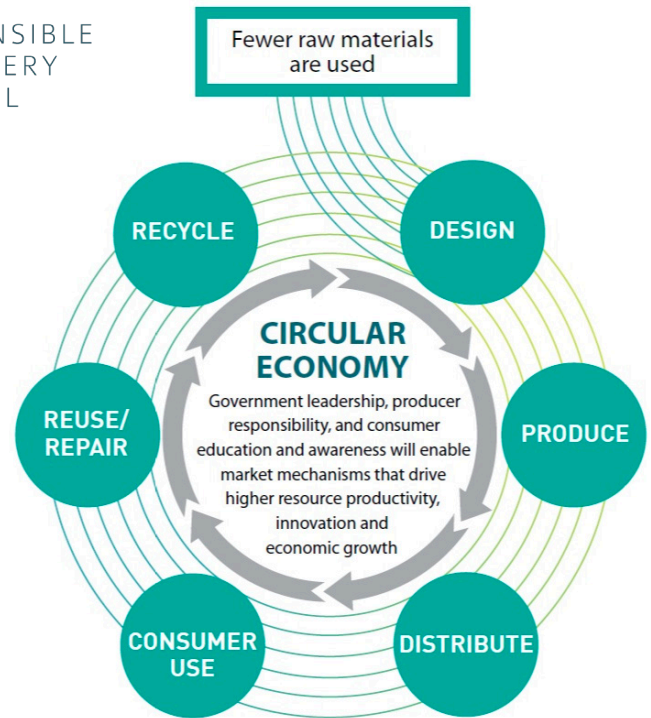 NSIBLE
ERY
L
Fewer raw materials
are used
RECYCLE
DESIGN
CIRCULAR
ECONOMY
Government leadership, producer
responsibility, and consumer
education and awareness will enable
market mechanisms that drive
higher resource productivity,
innovation and
economic growth
REUSE/
REPAIR
PRODUCE
CONSUMER
USE
DISTRIBUTE